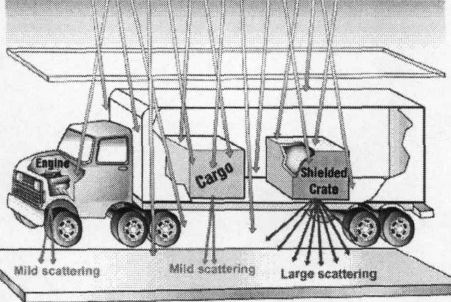 Engine
Cargo
Shielded
Crate
Mild scattering
Mild scattering
Large scattering